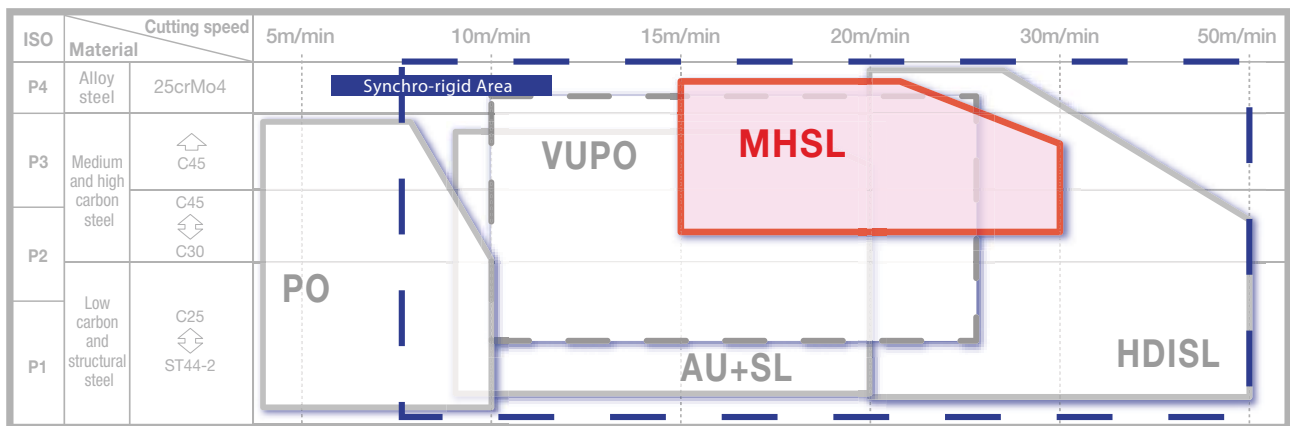 ISO
Cutting speed
Material
5m/min
10m/min
15m/min
20m/min
30m/min
50m/min
P4
Alloy
steel
25crMo4
Synchro-rigid Area
P3
Medium
and high
carbon
steel
C45
C45
C30
P2
Low
carbon
and
structural
steel
C25
ST44-2
P1
PO
VUPO
MHSL
AU+SL
HDISL